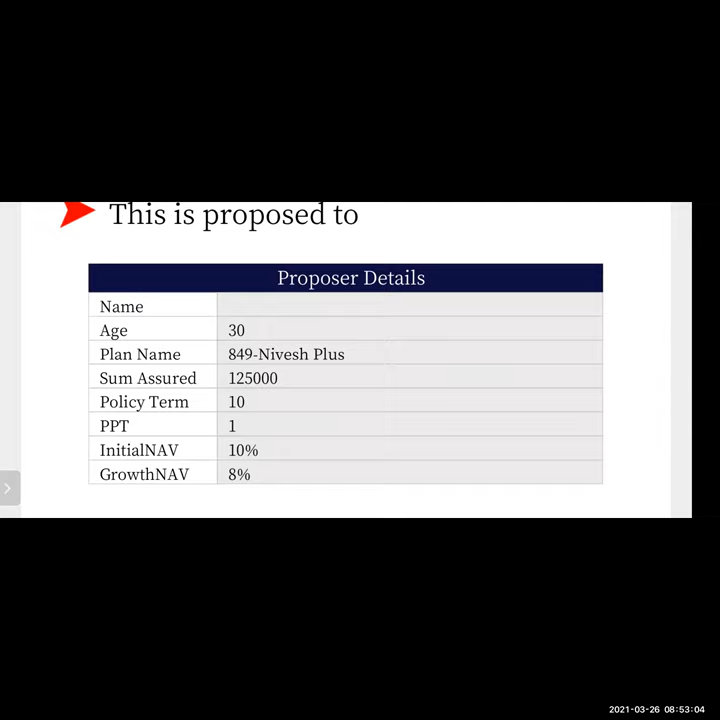 This is proposed to
Proposer Details
Name
Age 30
Plan Name 849-Nivesh Plus
Sum Assured 125000
Policy Term 10
PPT 1
InitialNAV 10%
GrowthNAV 8%
2021-03-26 08:53:04